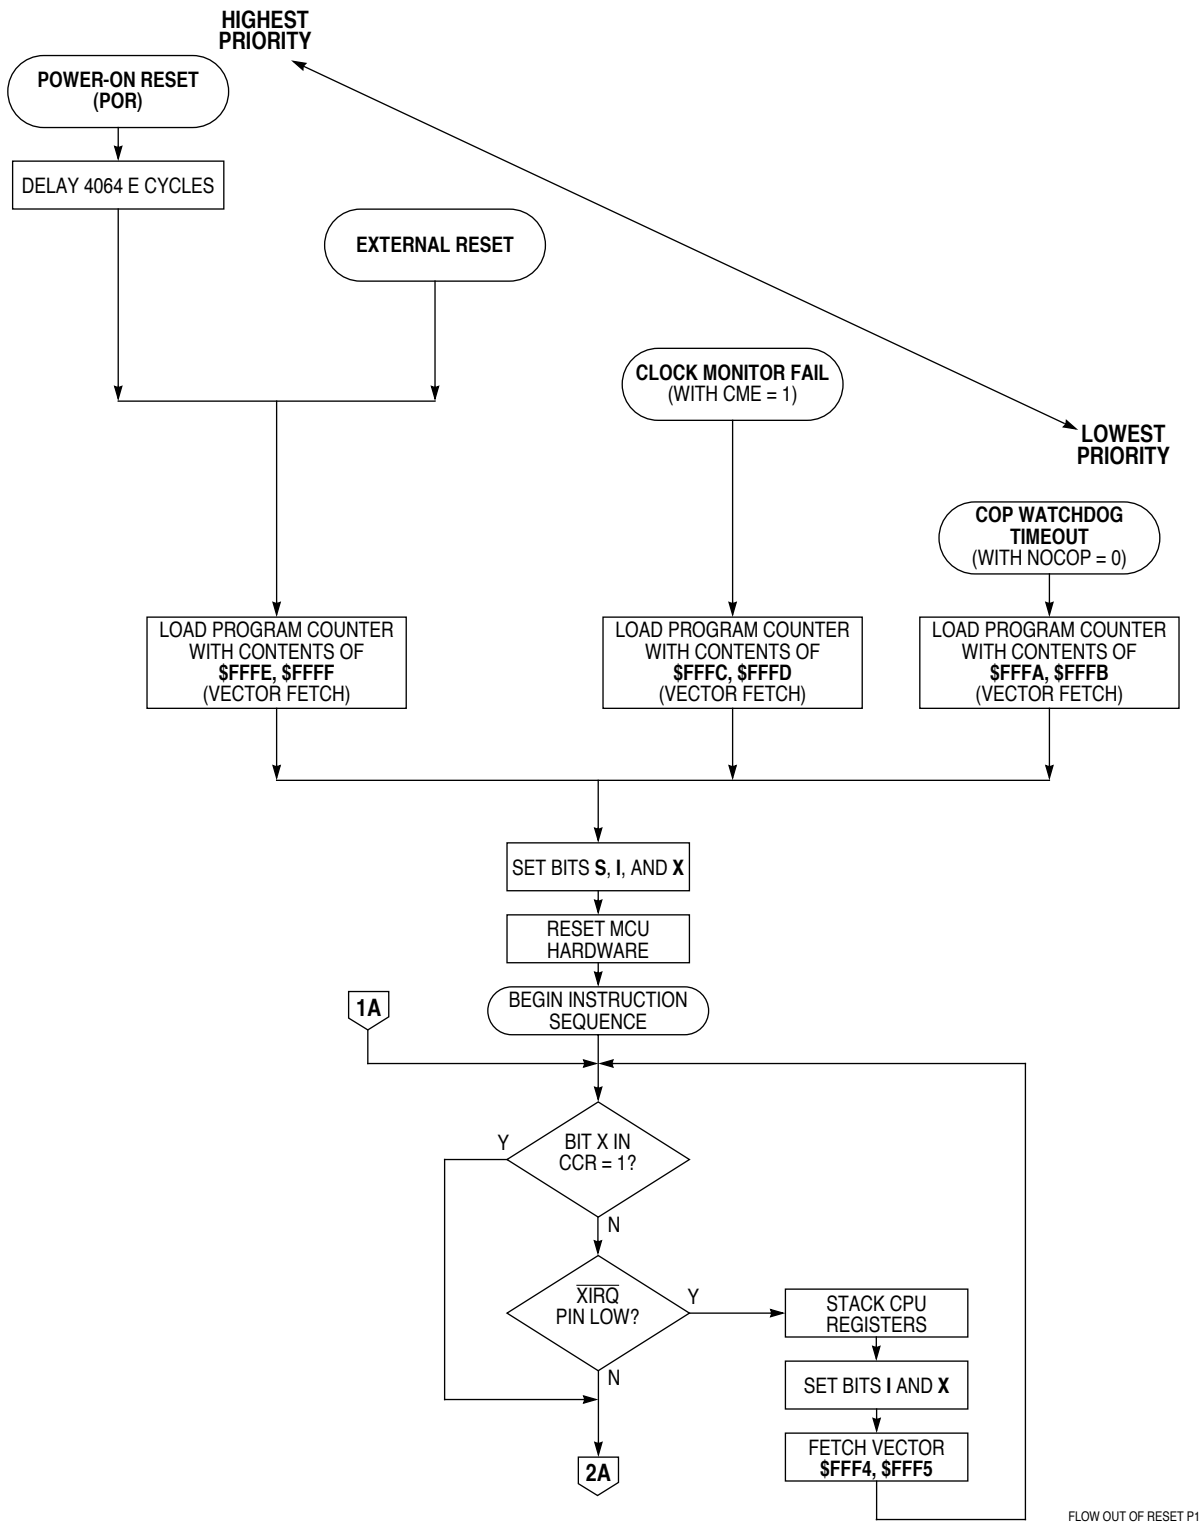 HIGHEST
PRIORITY
POWER-ON RESET
(POR)
DELAY 4064 E CYCLES
EXTERNAL RESET
CLOCK MONITOR FAIL
(WITH CME = 1)
LOWEST
PRIORITY
COP WATCHDOG
TIMEOUT
(WITH NOCOP = 0)
LOAD PROGRAM COUNTER
WITH CONTENTS OF
$FFFE, $FFFF
(VECTOR FETCH)
LOAD PROGRAM COUNTER
WITH CONTENTS OF
$FFFC, $FFFD
(VECTOR FETCH)
LOAD PROGRAM COUNTER
WITH CONTENTS OF
$FFFA, $FFFB
(VECTOR FETCH)
SET BITS S, I, AND X
RESET MCU
HARDWARE
BEGIN INSTRUCTION
SEQUENCE
1A
BIT X IN
CCR = 1?
Y
N
XIRQ
PIN LOW?
Y
N
STACK CPU
REGISTERS
SET BITS I AND X
FETCH VECTOR
$FFF4, $FFF5
2A
FLOW OUT OF RESET P1